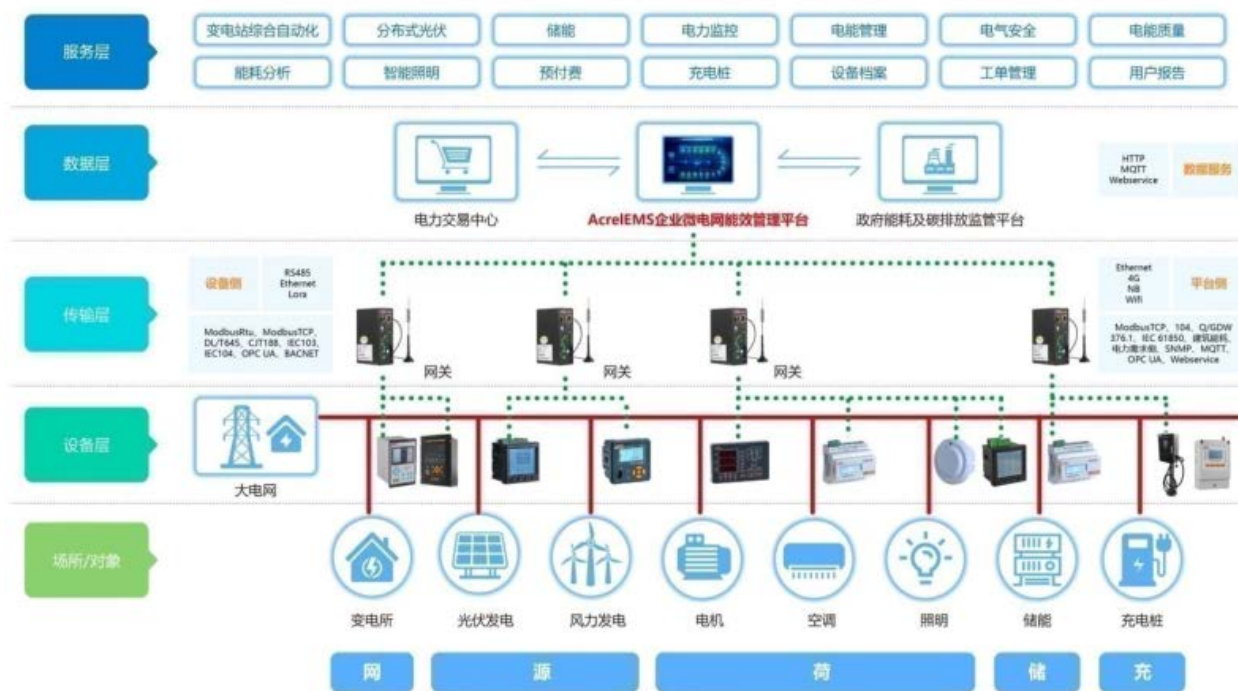 服务层
变电站综合自动化
分布式光伏
储能
电力监控
电能管理
电气安全
电能质量
能耗分析
智能照明
预付费
充电桩
设备档案
工单管理
用户报告
数据层
HTTP
MQTT
Webservice
数据服务
电力交易中心
AcrelEMS企业微电网能效管理平台
政府能耗及碳排放监管平台
传输层
设备侧
RS485
Ethernet
Lora
ModbusRtu、ModbusTCP、
DL/T645、CJT188、IEC103、
IEC104、OPC UA、BACNET
Ethernet
4G
NB
Wifi
平台侧
ModbusTCP、104、Q/GDW
376.1、IEC 61850、建筑能耗、
电力需求侧、SNMP、MQTT、
OPC UA、Webservice
网关
网关
网关
设备层
大电网
场所/对象
变电所
光伏发电
风力发电
电机
空调
照明
储能
充电桩
网
源
荷
储
充